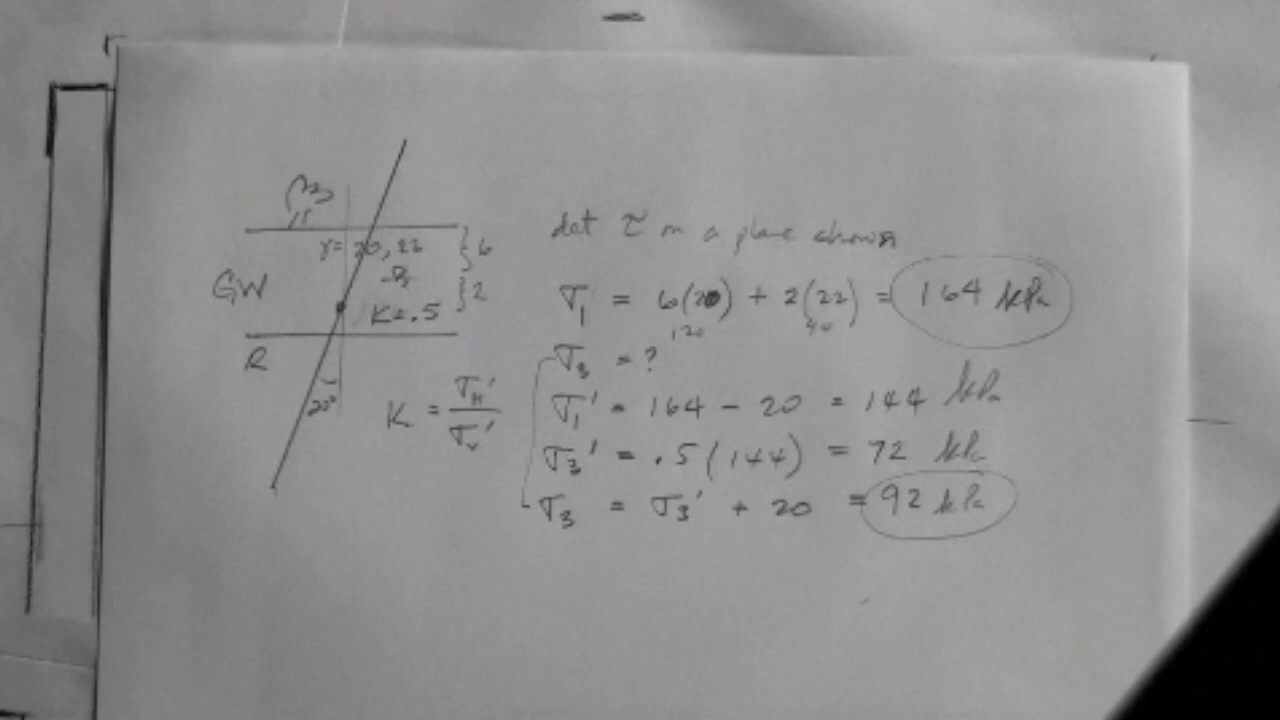 γ = 20, 22
} 6
GW
} 2
K = .5
R
20°
K = σH' / σv'
det τ on a plane shown
σ1 = 6(20) + 2(22) = 164 kPa
120 44
σ3 = ?
σ1' = 164 - 20 = 144 kPa
σ3' = .5(144) = 72 kPa
σ3 = σ3' + 20 = 92 kPa